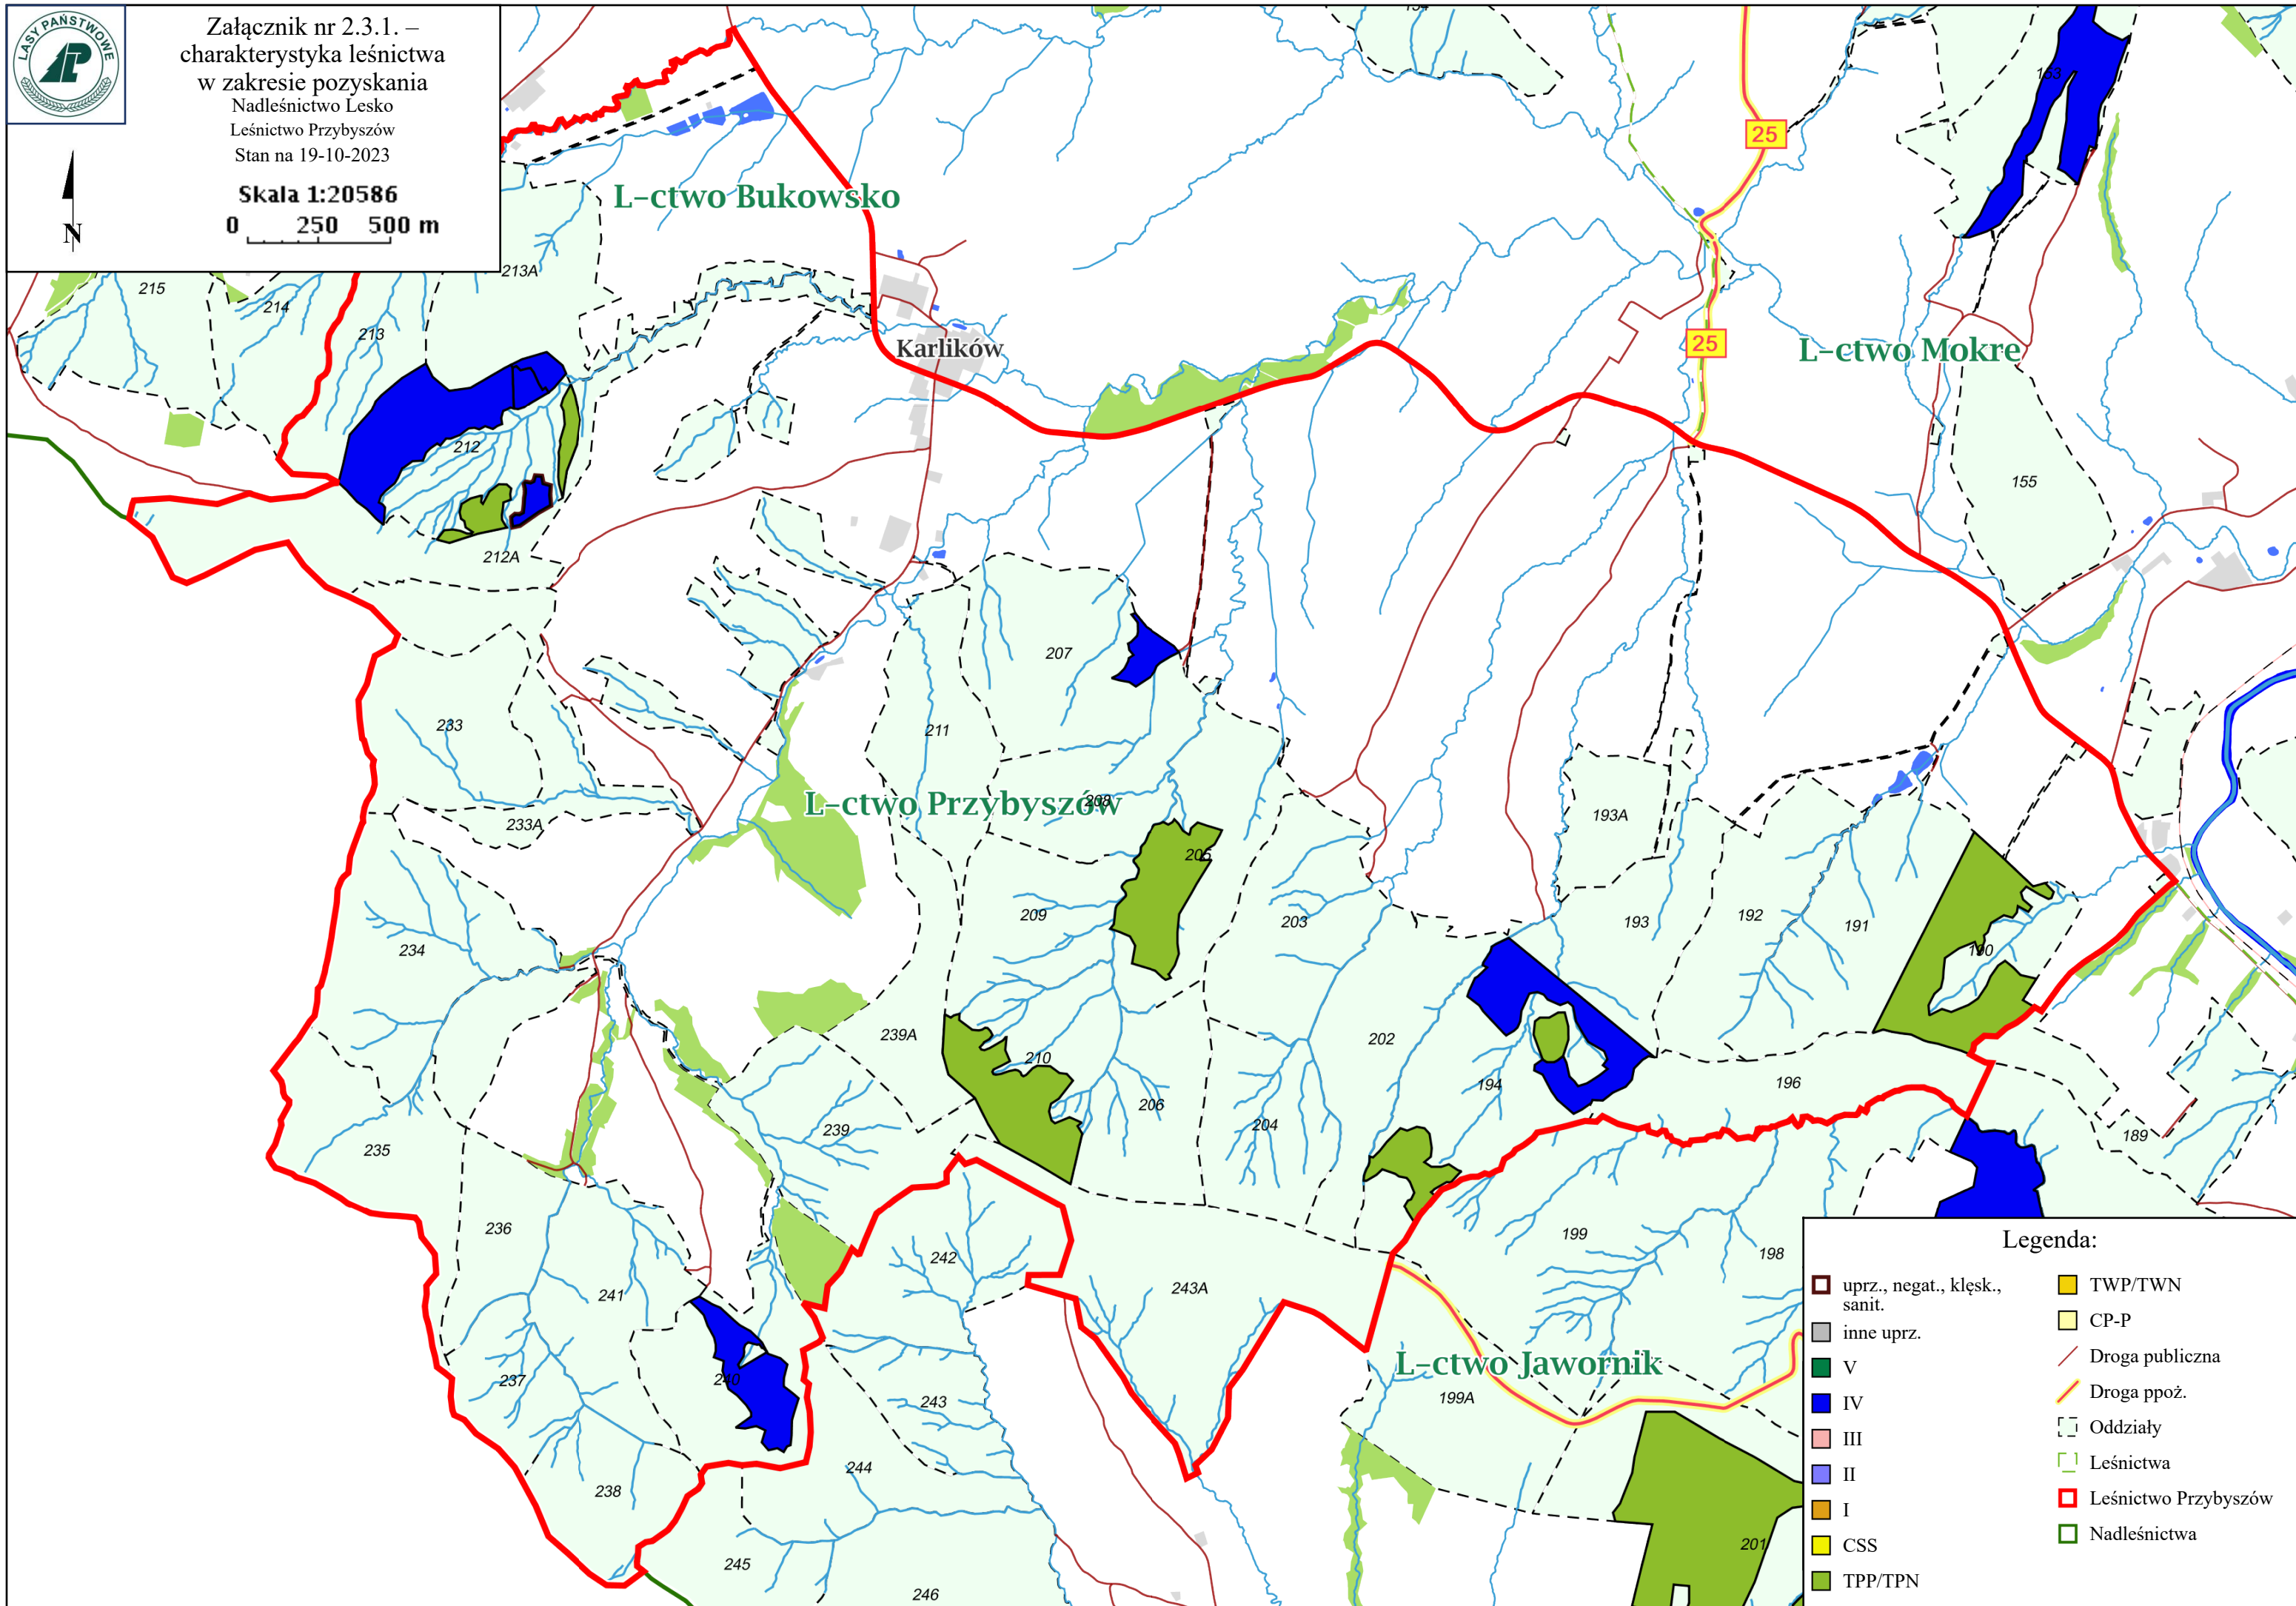 LASY PAŃSTWOWE
Załącznik nr 2.3.1. –
charakterystyka leśnictwa
w zakresie pozyskania
Nadleśnictwo Lesko
Leśnictwo Przybyszów
Stan na 19-10-2023
Skala 1:20586
0 250 500 m
N
194
163
25
L-ctwo Bukowsko
213A
215
214
213
25
Karlików
L-ctwo Mokre
212
155
212A
207
233
211
208
L-ctwo Przybyszów
193A
233A
205
209
203
193
192
191
234
190
239A
202
210
196
194
206
204
239
189
235
236
199
242
198
243A
241
L-ctwo Jawornik
240
237
199A
243
244
238
201
245
246
Legenda:
uprz., negat., klęsk.,
sanit.
inne uprz.
V
IV
III
II
I
CSS
TPP/TPN
TWP/TWN
CP-P
Droga publiczna
Droga ppoż.
Oddziały
Leśnictwa
Leśnictwo Przybyszów
Nadleśnictwa